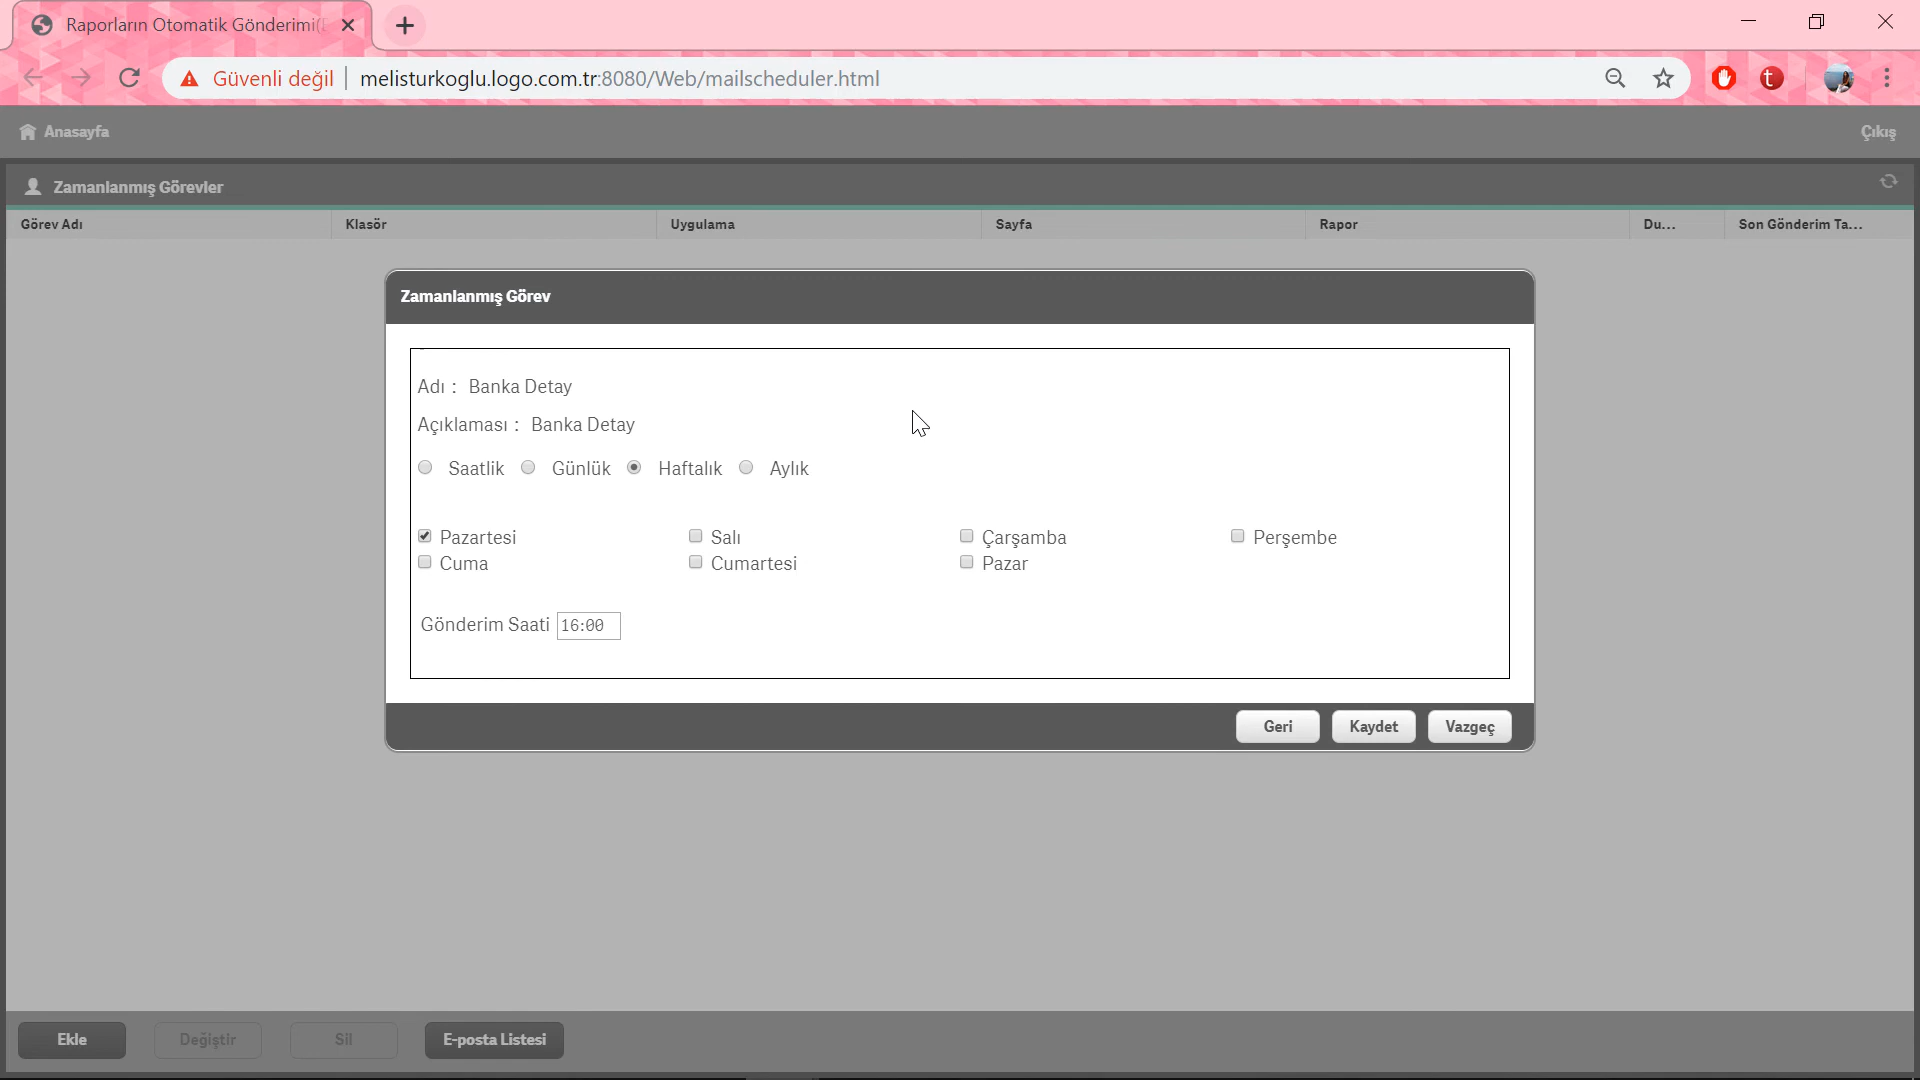 Raporların Otomatik Gönderimi(
Güvenli değil
melisturkoglu.logo.com.tr:8080/Web/mailscheduler.html
t
Anasayfa
Çıkış
Zamanlanmış Görevler
Görev Adı Klasör Uygulama Sayfa Rapor Du... Son Gönderim Ta...
Zamanlanmış Görev
Adı : Banka Detay
Açıklaması : Banka Detay
Saatlik Günlük Haftalık Aylık
Pazartesi Salı Çarşamba Perşembe
Cuma Cumartesi Pazar
Gönderim Saati 16:00
Geri Kaydet Vazgeç
Ekle Değiştir Sil E-posta Listesi